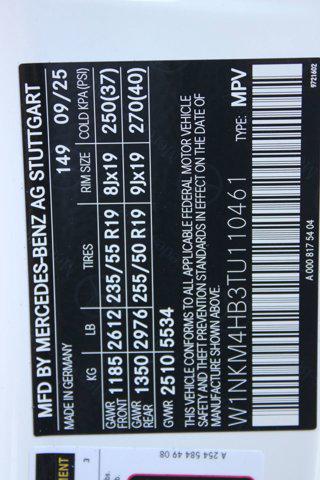 MFD BY MERCEDES-BENZ AG STUTTGART
MADE IN GERMANY 149 09/25
KG LB TIRES RIM SIZE COLD KPA(PSI)
GAWR FRONT 1185 2612 235/55 R19 8Jx19 250(37)
GAWR REAR 1350 2976 255/50 R19 9Jx19 270(40)
GVWR 2510 5534
THIS VEHICLE CONFORMS TO ALL APPLICABLE FEDERAL MOTOR VEHICLE
SAFETY AND THEFT PREVENTION STANDARDS IN EFFECT ON THE DATE OF
MANUFACTURE SHOWN ABOVE.
W1NKM4HB3TU110461 TYPE: MPV
A 000 817 54 04 9721602
A 254 584 49 08
3